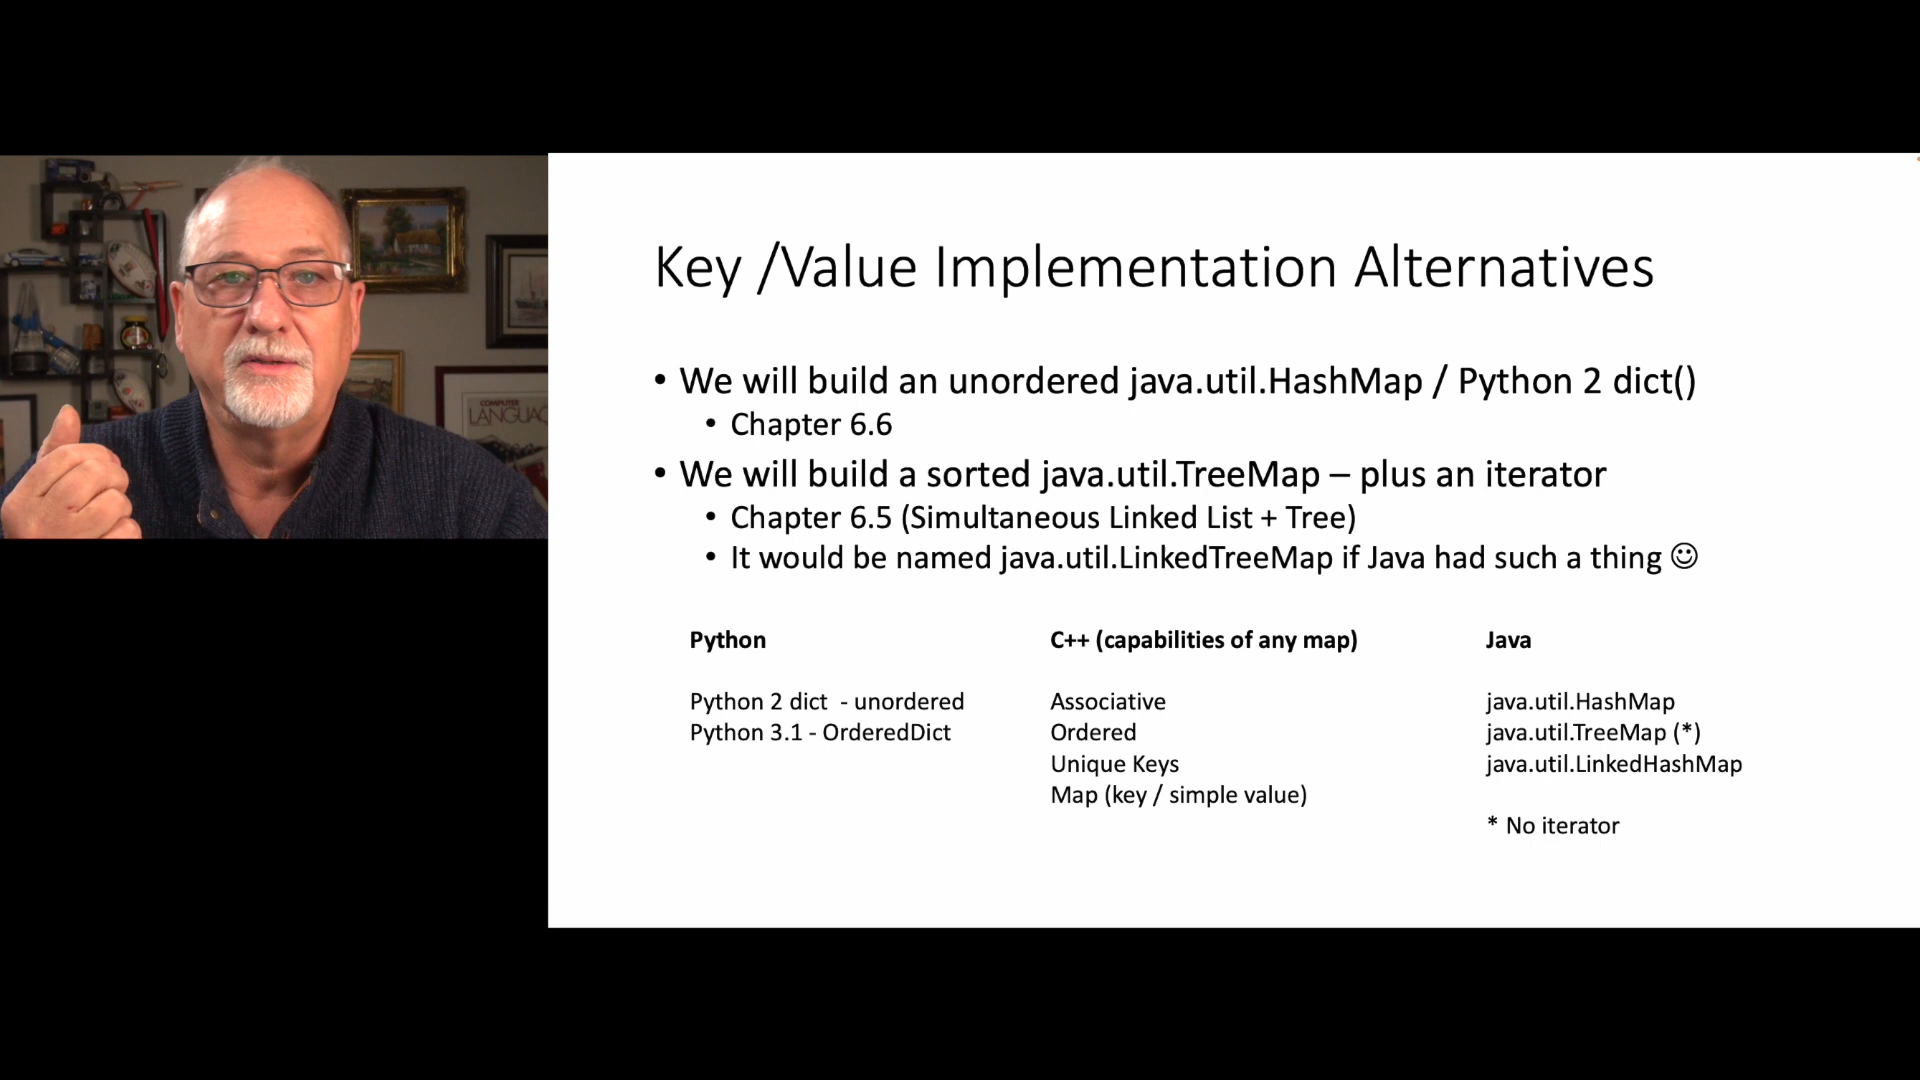 COMPUTER
Key /Value Implementation Alternatives
• We will build an unordered java.util.HashMap / Python 2 dict()
• Chapter 6.6
• We will build a sorted java.util.TreeMap – plus an iterator
• Chapter 6.5 (Simultaneous Linked List + Tree)
• It would be named java.util.LinkedTreeMap if Java had such a thing ☺
Python
Python 2 dict - unordered
Python 3.1 - OrderedDict
C++ (capabilities of any map)
Associative
Ordered
Unique Keys
Map (key / simple value)
Java
java.util.HashMap
java.util.TreeMap (*)
java.util.LinkedHashMap
* No iterator